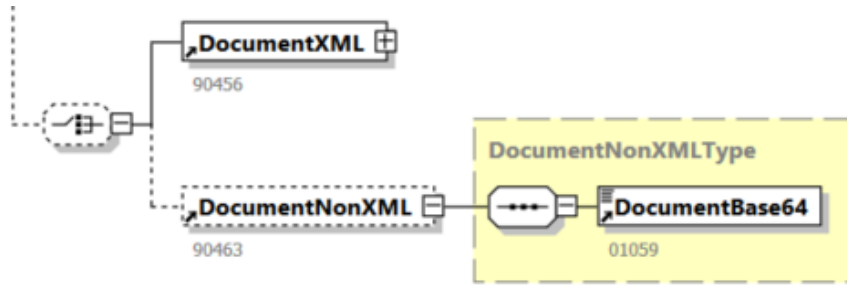 DocumentXML
90456
DocumentNonXMLType
DocumentNonXML
DocumentBase64
90463
01059